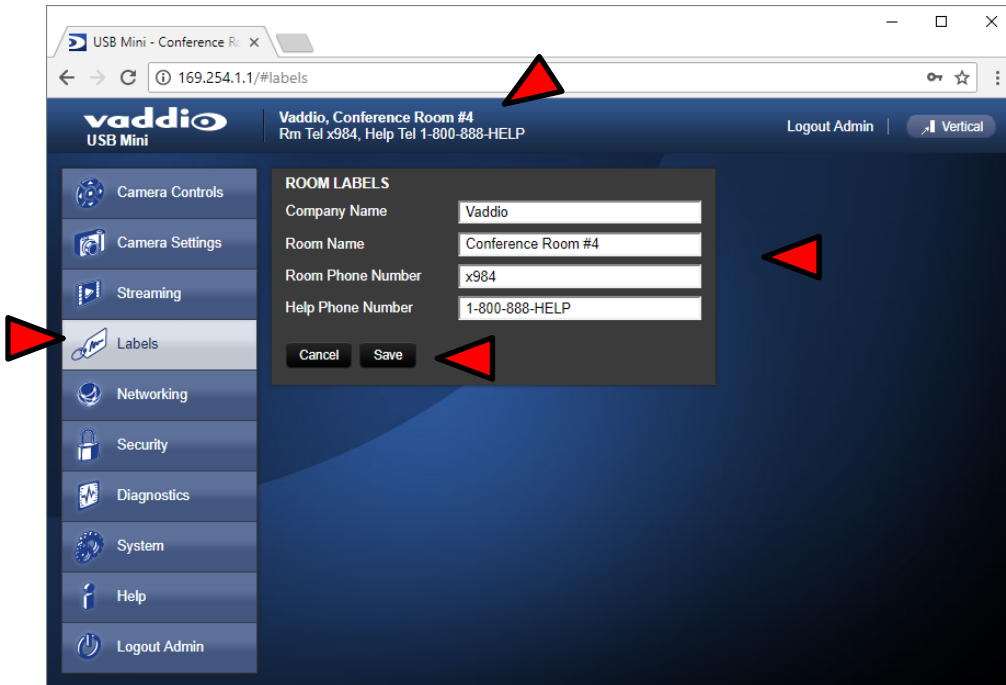 USB Mini - Conference Ro
169.254.1.1/#labels
vaddio
USB Mini
Vaddio, Conference Room #4
Rm Tel x984, Help Tel 1-800-888-HELP
Logout Admin
Vertical
Camera Controls
Camera Settings
Streaming
Labels
Networking
Security
Diagnostics
System
Help
Logout Admin
ROOM LABELS
Company Name Vaddio
Room Name Conference Room #4
Room Phone Number x984
Help Phone Number 1-800-888-HELP
Cancel Save